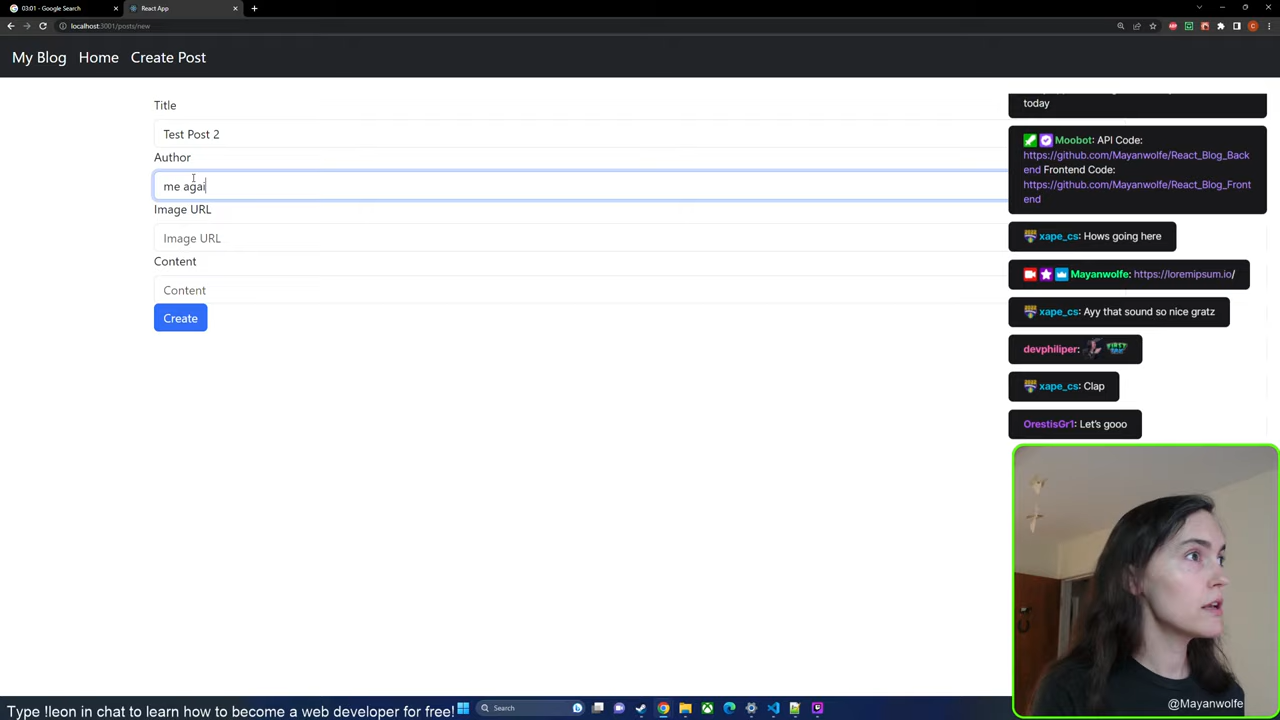 03:01 - Google Search
React App
localhost:3001/posts/new
My Blog Home Create Post
Title
Test Post 2
Author
me agai
Image URL
Image URL
Content
Content
Create
today
Moobot: API Code:
https://github.com/Mayanwolfe/React_Blog_Back
end Frontend Code:
https://github.com/Mayanwolfe/React_Blog_Front
end
xape_cs: Hows going here
Mayanwolfe: https://loremipsum.io/
xape_cs: Ayy that sound so nice gratz
devphiliper:
xape_cs: Clap
OrestisGr1: Let's gooo
@Mayanwolfe
Type !leon in chat to learn how to become a web developer for free!
Search